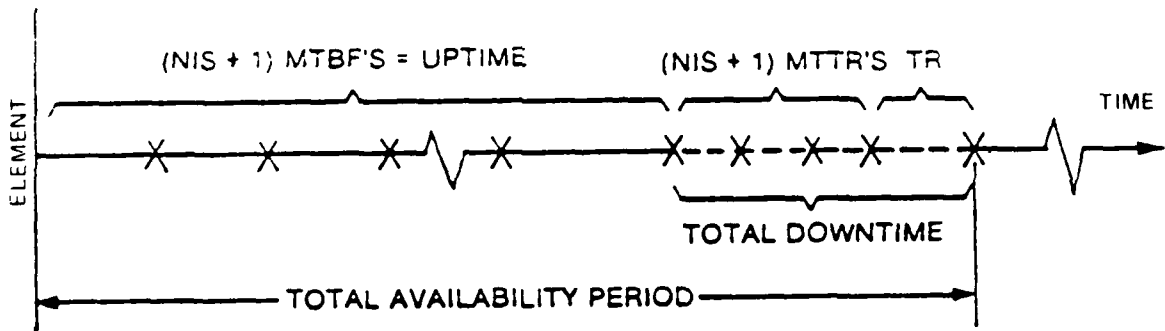 (NIS + 1) MTBF'S = UPTIME
(NIS + 1) MTTR'S TR
TIME
ELEMENT
TOTAL DOWNTIME
TOTAL AVAILABILITY PERIOD